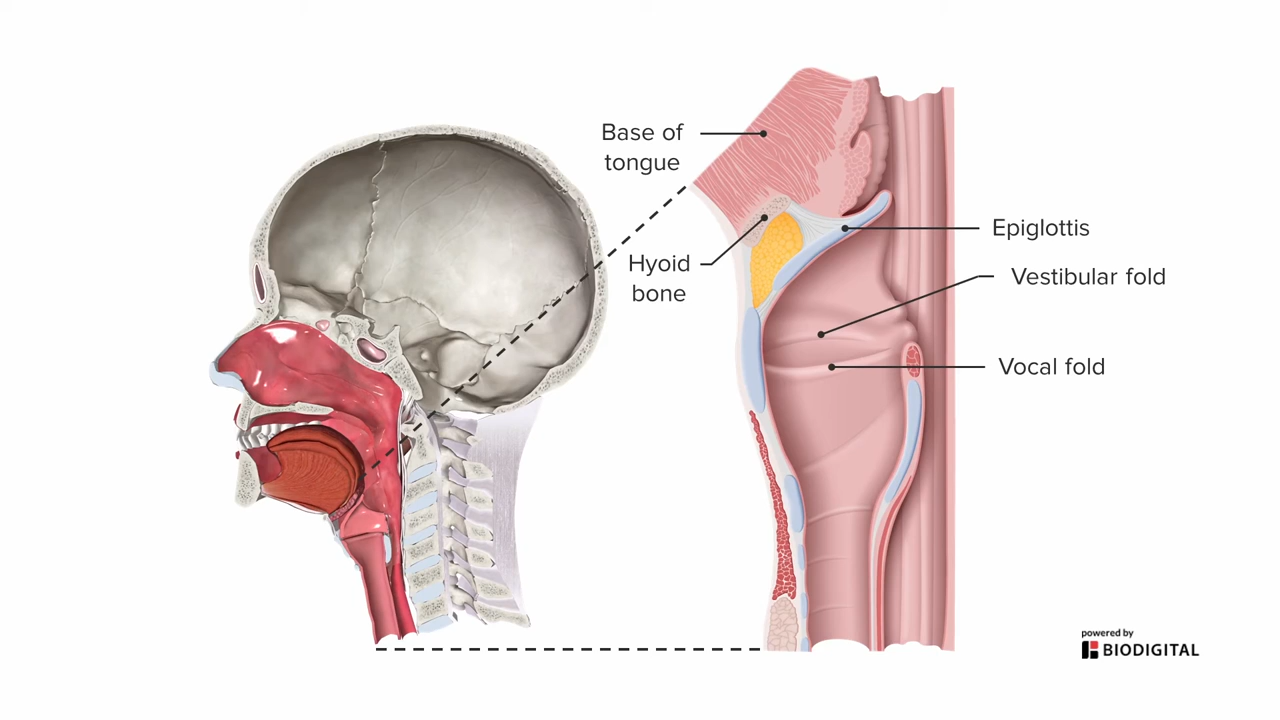 Base of
tongue
Hyoid
bone
Epiglottis
Vestibular fold
Vocal fold
powered by
BIODIGITAL